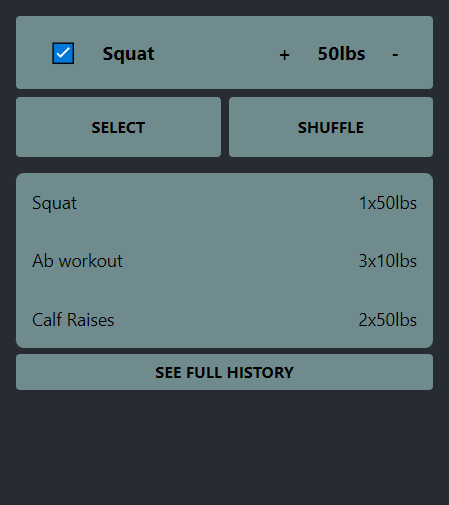 Squat + 50lbs -
SELECT SHUFFLE
Squat 1x50lbs
Ab workout 3x10lbs
Calf Raises 2x50lbs
SEE FULL HISTORY